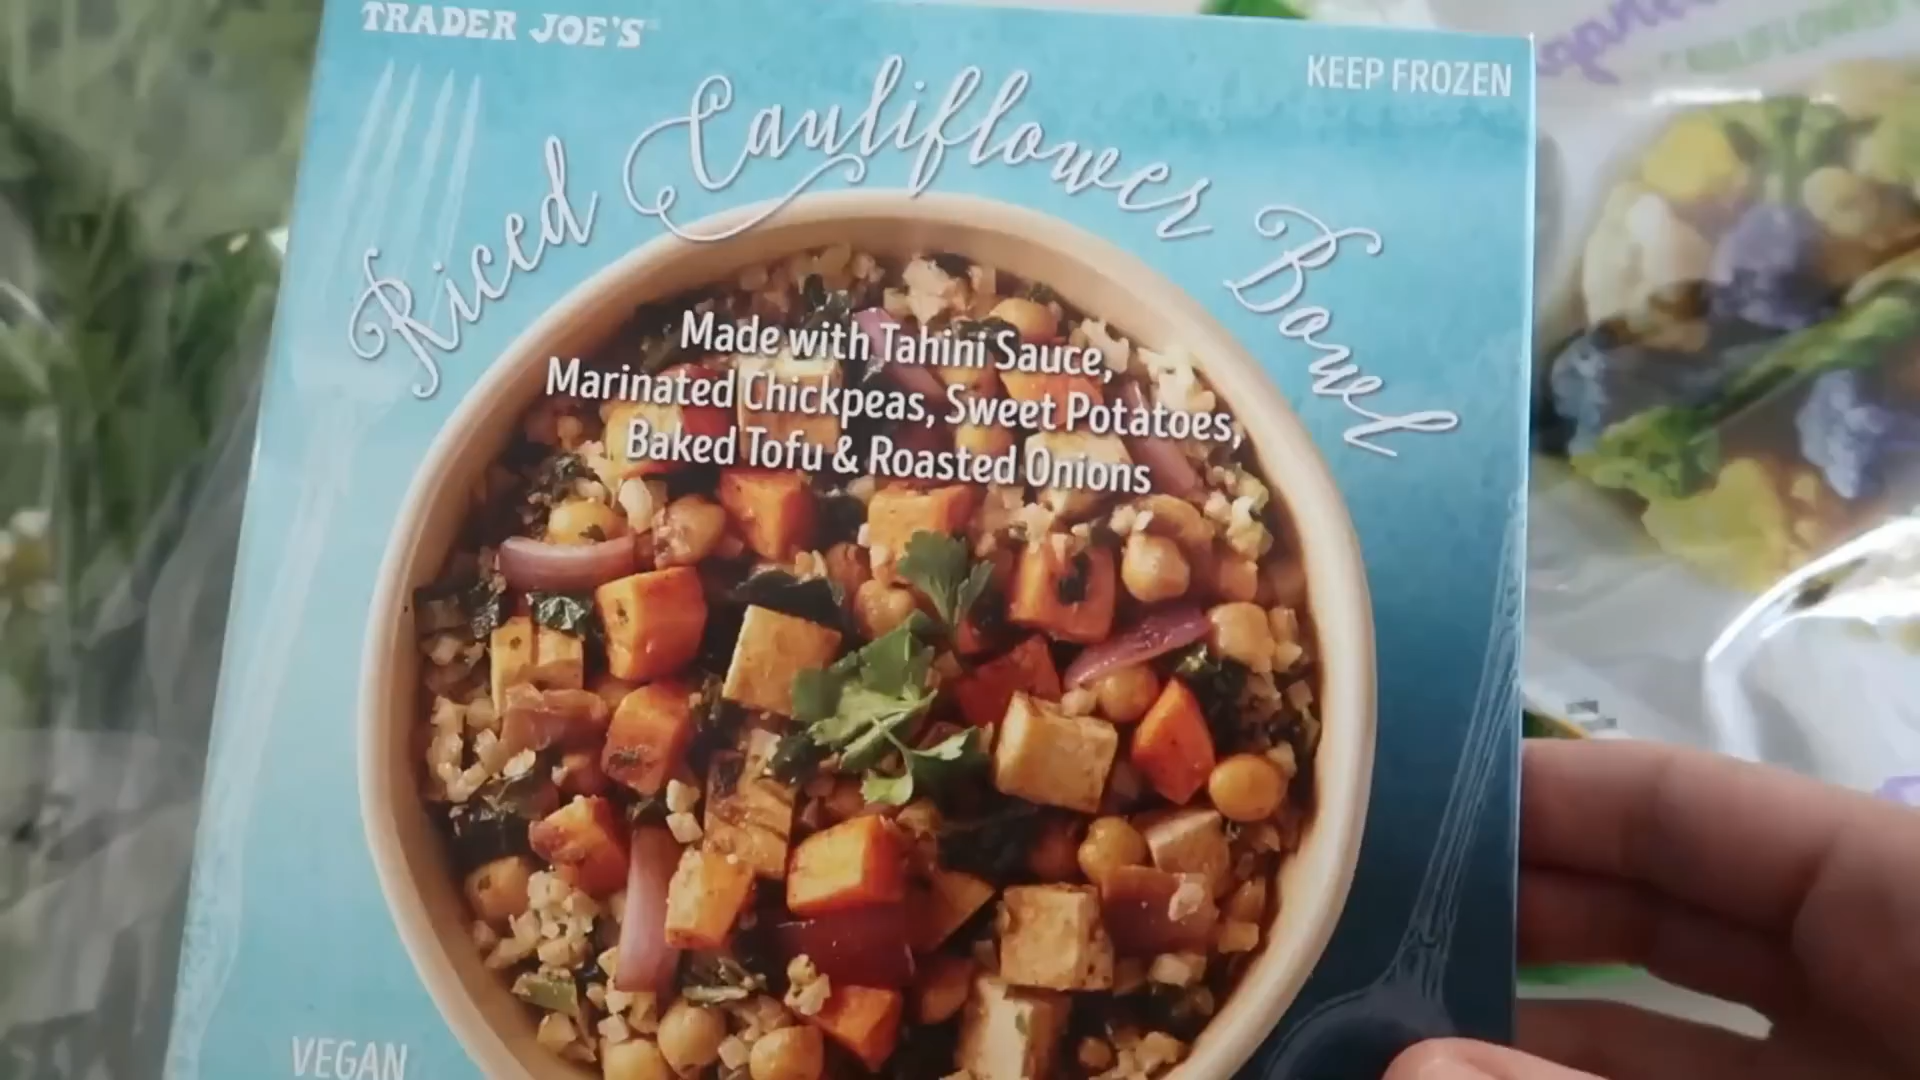 TRADER JOE'S
KEEP FROZEN
Riced Cauliflower Bowl
Made with Tahini Sauce,
Marinated Chickpeas, Sweet Potatoes,
Baked Tofu & Roasted Onions
VEGAN